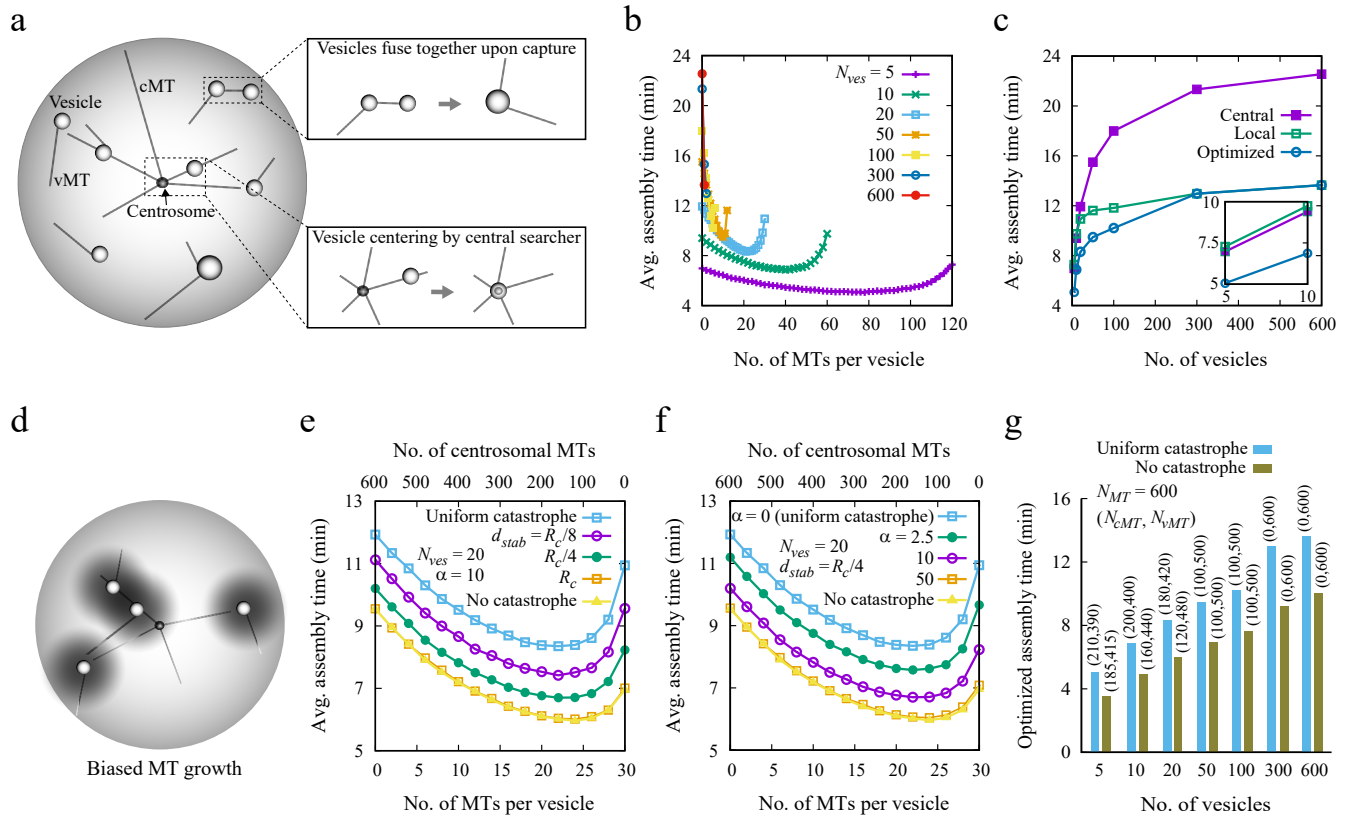 a
Vesicles fuse together upon capture
cMT
Vesicle
vMT
Centrosome
Vesicle centering by central searcher
b
Avg. assembly time (min)
24
20
16
12
8
4
N_ves = 5
10
20
50
100
300
600
0 20 40 60 80 100 120
No. of MTs per vesicle
c
Avg. assembly time (min)
24
20
16
12
8
4
Central
Local
Optimized
10
7.5
5
5 10
0 100 200 300 400 500 600
No. of vesicles
d
Biased MT growth
e
No. of centrosomal MTs
600 500 400 300 200 100 0
Avg. assembly time (min)
13
11
9
7
5
Uniform catastrophe
d_stab = R_c/8
N_ves = 20
R_c/4
α = 10
R_c
No catastrophe
0 5 10 15 20 25 30
No. of MTs per vesicle
f
No. of centrosomal MTs
600 500 400 300 200 100 0
Avg. assembly time (min)
13
11
9
7
5
α = 0 (uniform catastrophe)
α = 2.5
N_ves = 20
10
d_stab = R_c/4
50
No catastrophe
0 5 10 15 20 25 30
No. of MTs per vesicle
g
Uniform catastrophe
No catastrophe
Optimized assembly time (min)
16
12
8
4
0
N_MT = 600
(N_cMT, N_vMT)
(210,390)
(185,415)
(200,400)
(160,440)
(180,420)
(120,480)
(100,500)
(100,500)
(100,500)
(100,500)
(0,600)
(0,600)
(0,600)
(0,600)
5 10 20 50 100 300 600
No. of vesicles